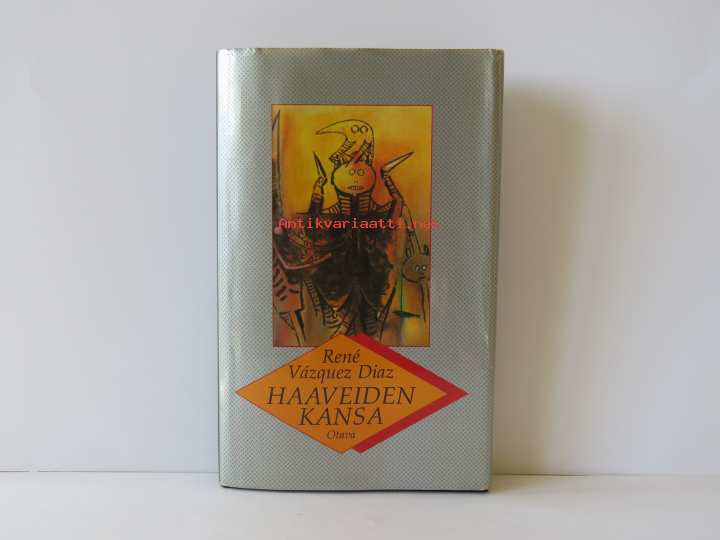 Antikvariaatti.net
René
Vázquez Díaz
HAAVEIDEN
KANSA
Otava